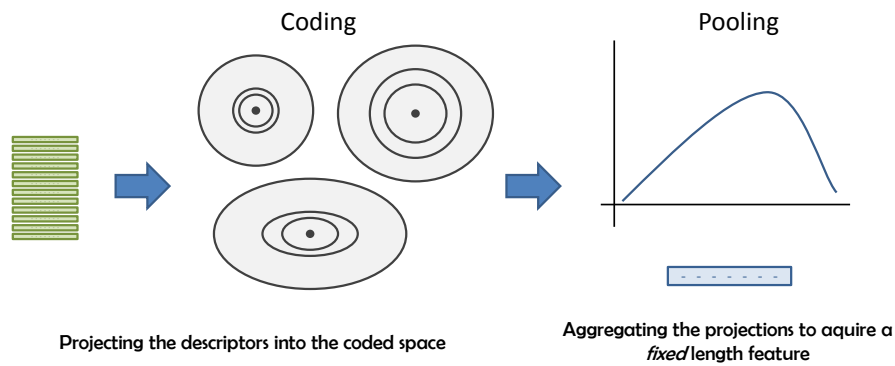 Coding
Pooling
Projecting the descriptors into the coded space
Aggregating the projections to aquire a
fixed length feature